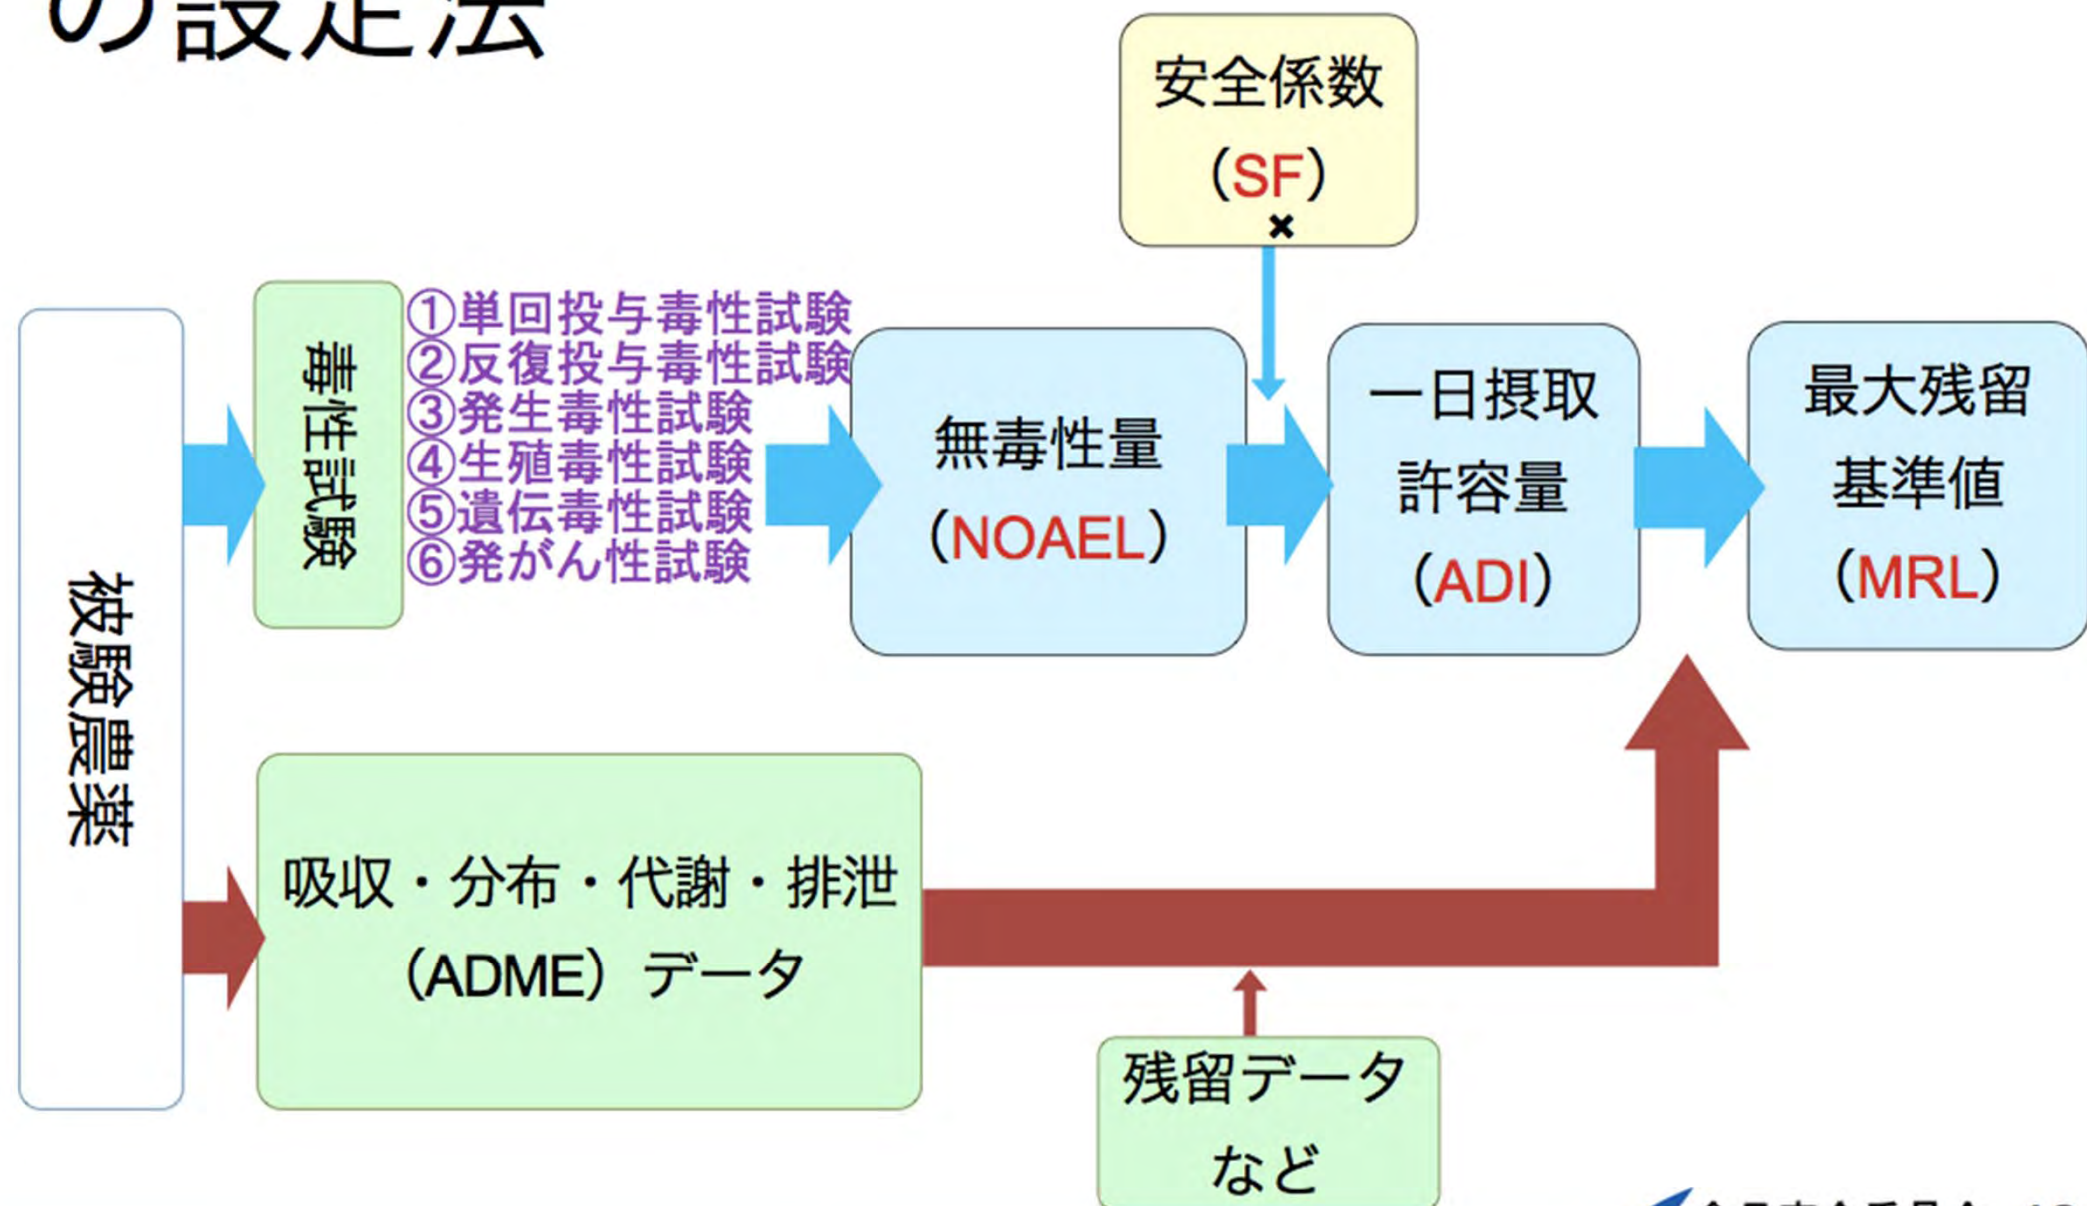 の設定法
安全係数
（SF）
×
被験農薬
毒性試験
①単回投与毒性試験
②反復投与毒性試験
③発生毒性試験
④生殖毒性試験
⑤遺伝毒性試験
⑥発がん性試験
無毒性量
（NOAEL）
一日摂取
許容量
（ADI）
最大残留
基準値
（MRL）
吸収・分布・代謝・排泄
（ADME）データ
残留データ
など